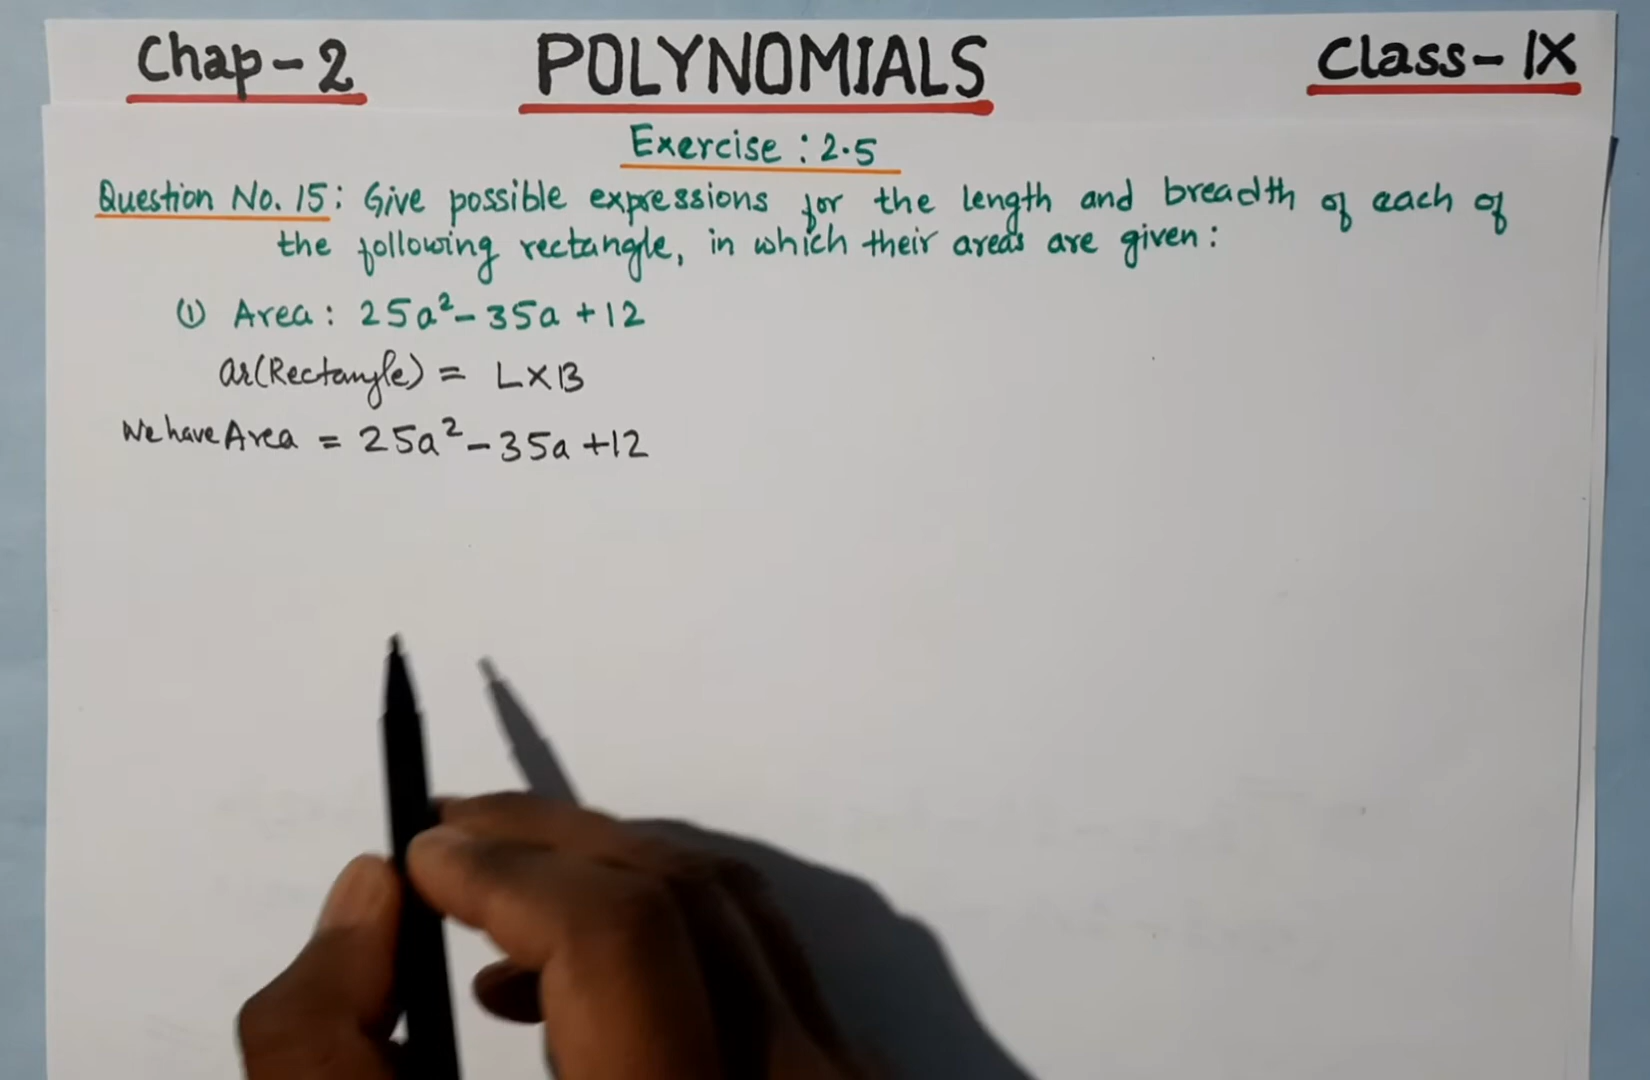 Chap-2 POLYNOMIALS Class-IX
Exercise : 2.5
Question No. 15 : Give possible expressions for the length and breadth of each of
the following rectangle, in which their areas are given :
(1) Area : 25a²-35a+12
ar(Rectangle) = L×B
We have Area = 25a²-35a+12